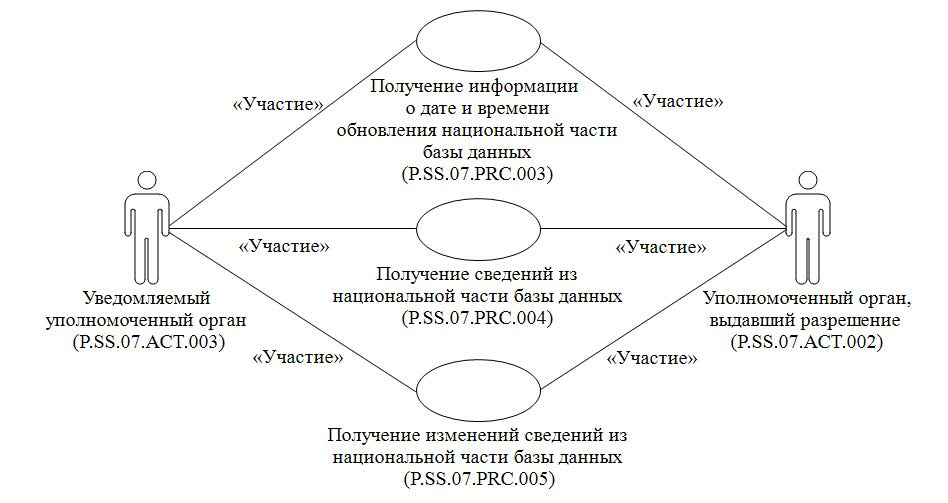 «Участие»
«Участие»
Получение информации
о дате и времени
обновления национальной части
базы данных
(P.SS.07.PRC.003)
«Участие»
«Участие»
Получение сведений из
национальной части базы данных
(P.SS.07.PRC.004)
Уведомляемый
уполномоченный орган
(P.SS.07.ACT.003)
Уполномоченный орган,
выдавший разрешение
(P.SS.07.ACT.002)
«Участие»
«Участие»
Получение изменений сведений из
национальной части базы данных
(P.SS.07.PRC.005)